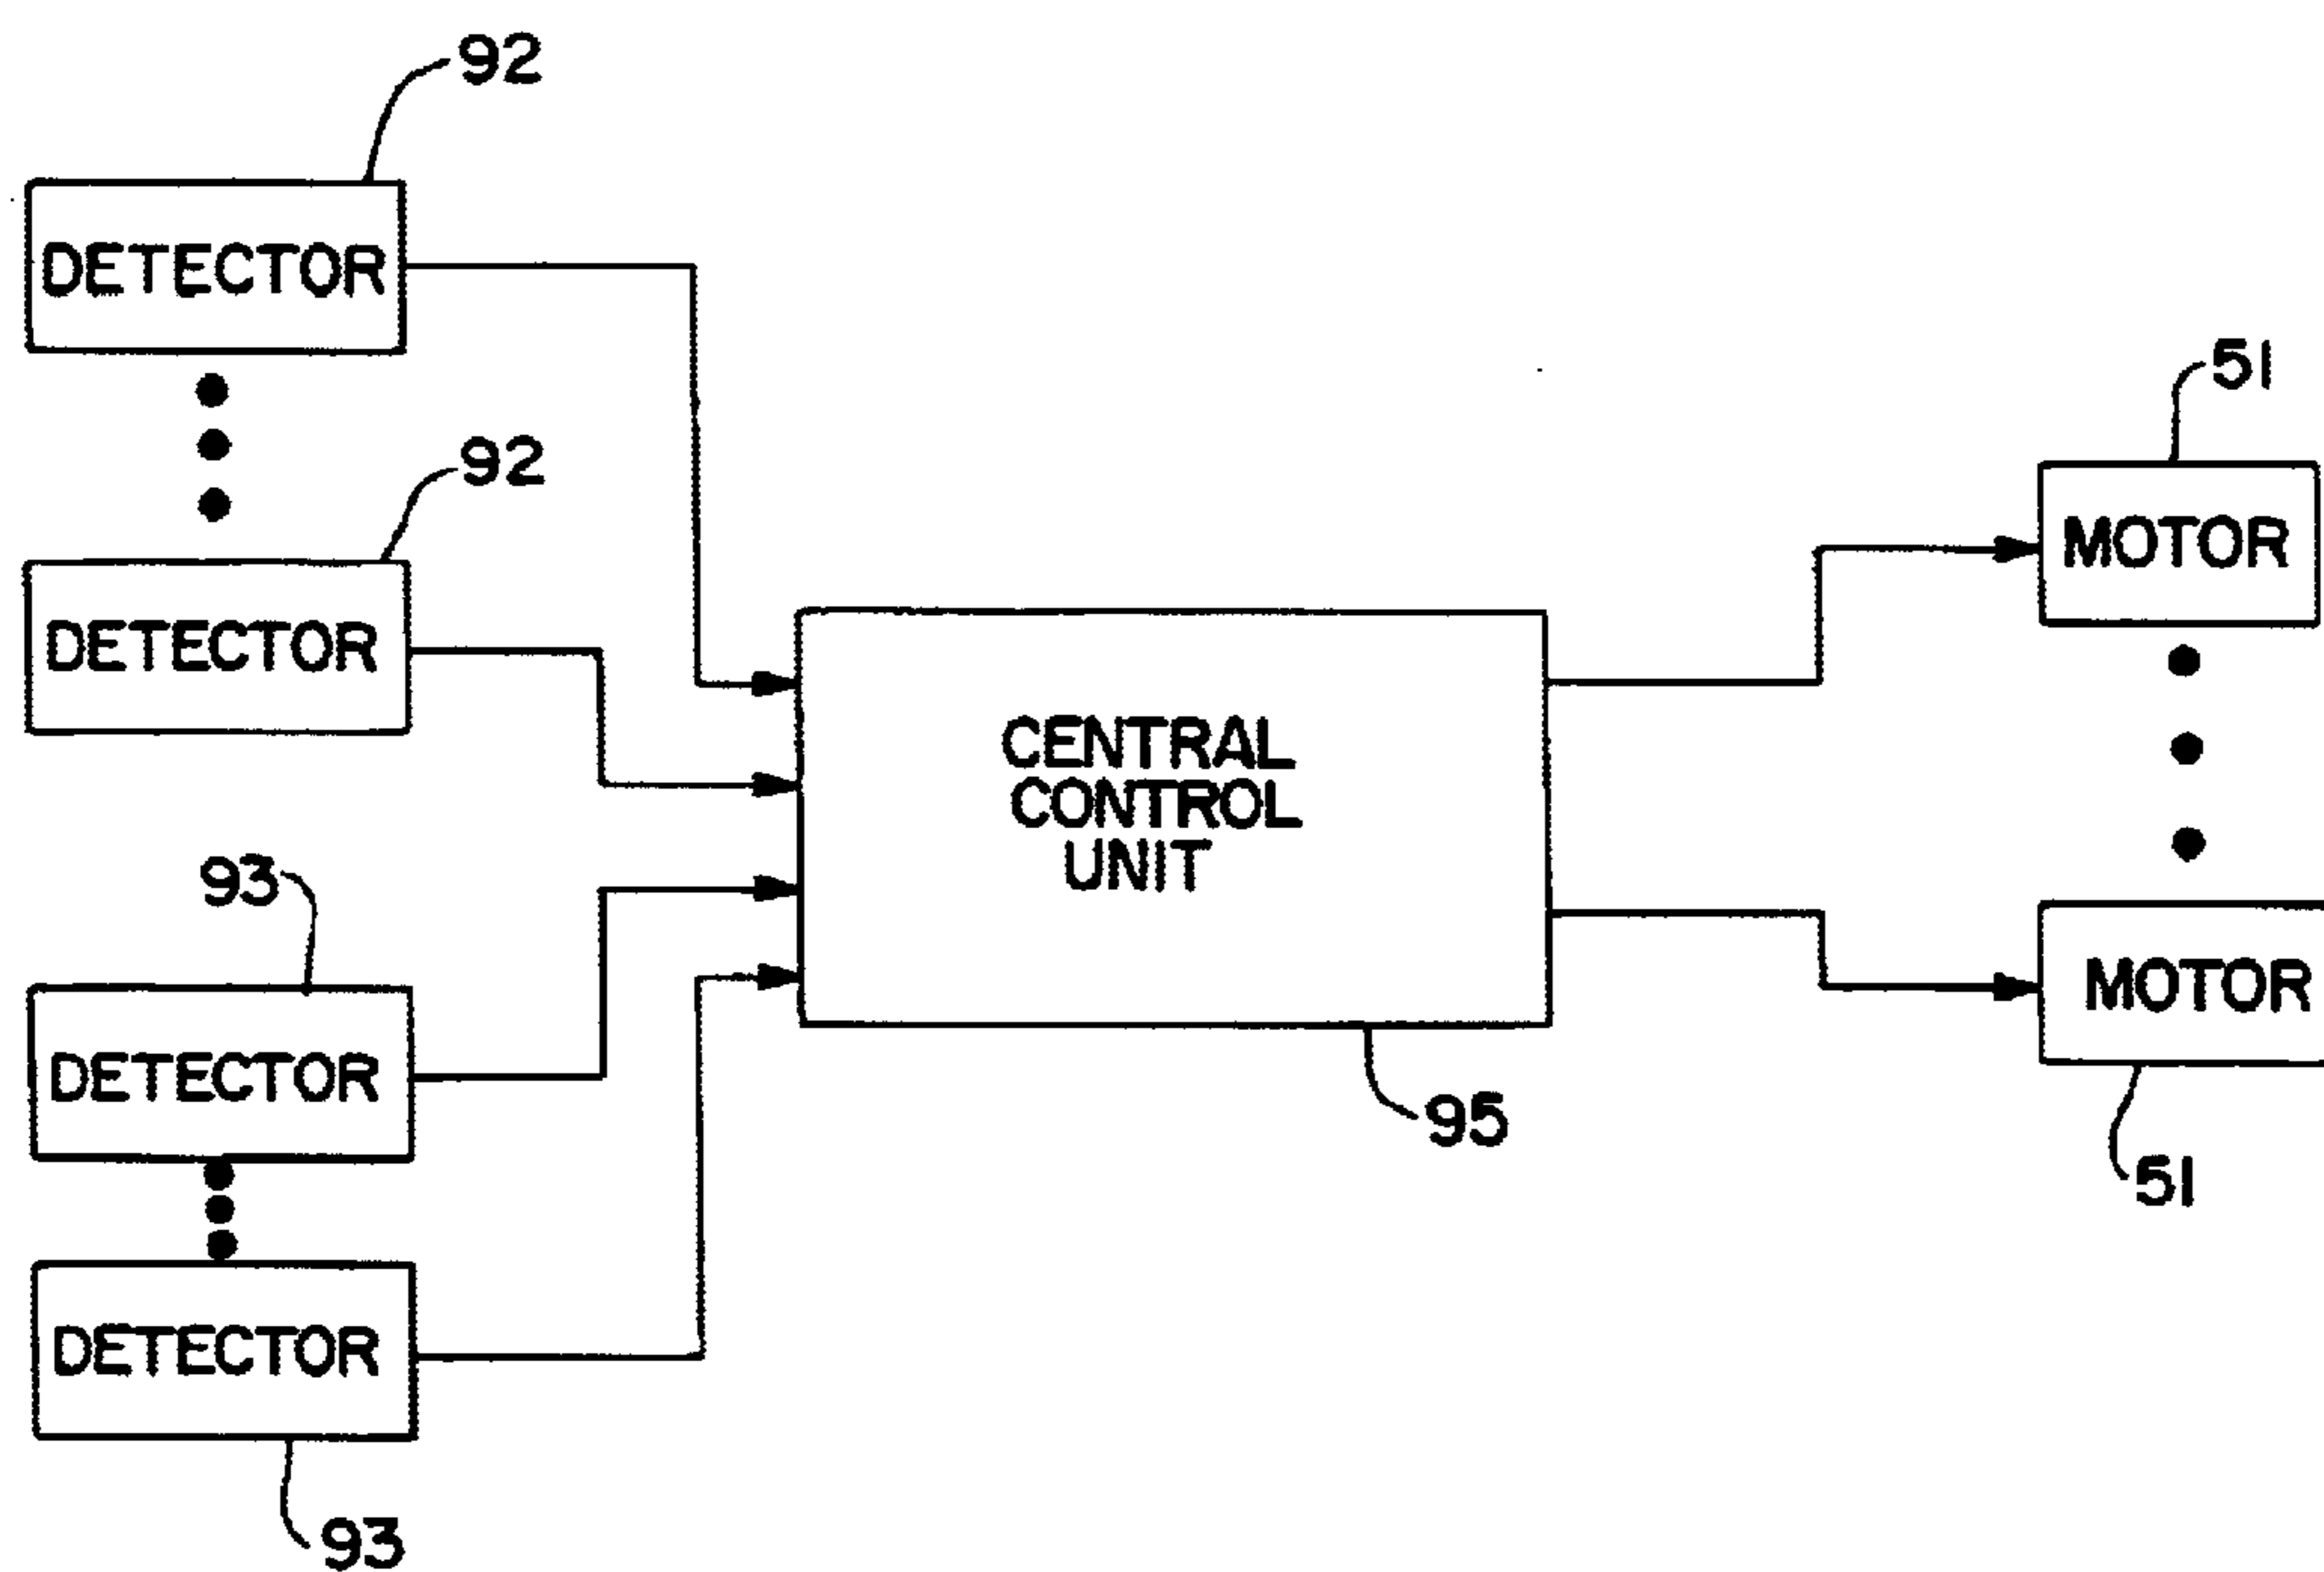 92
DETECTOR
92
DETECTOR
93
DETECTOR
DETECTOR
93
CENTRAL
CONTROL
UNIT
95
51
MOTOR
MOTOR
51